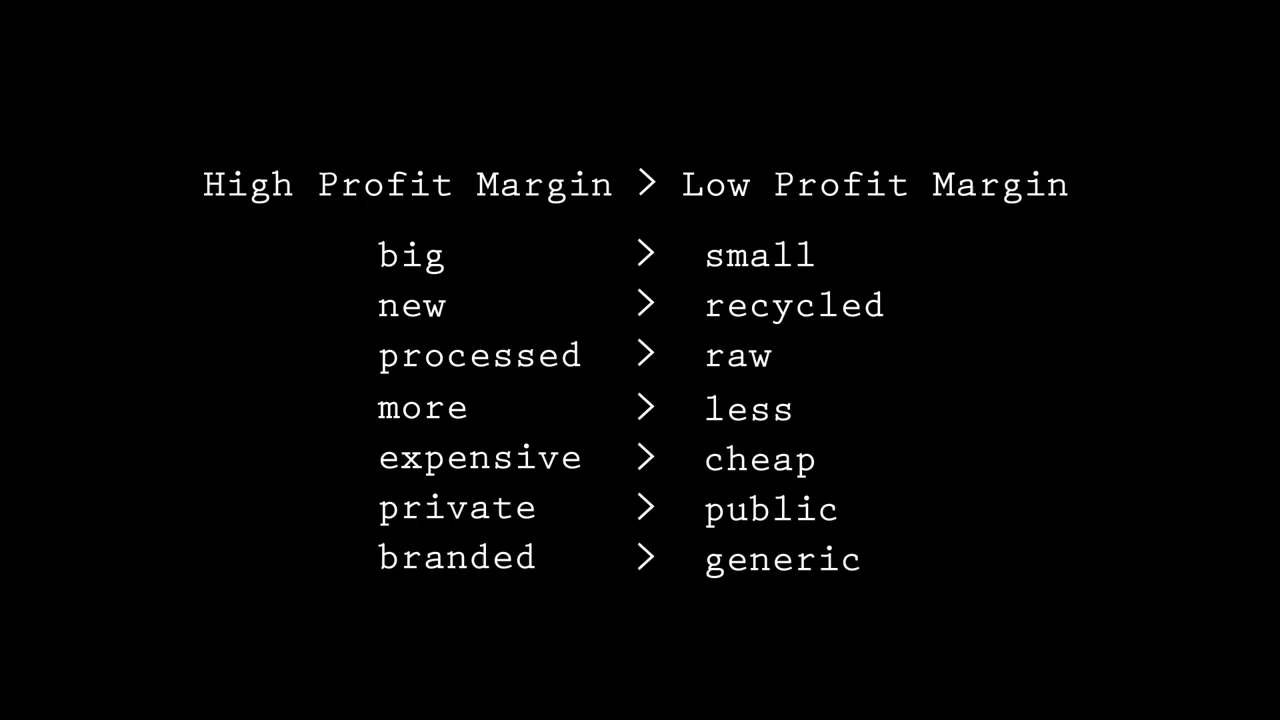 High Profit Margin > Low Profit Margin
big > small
new > recycled
processed > raw
more > less
expensive > cheap
private > public
branded > generic